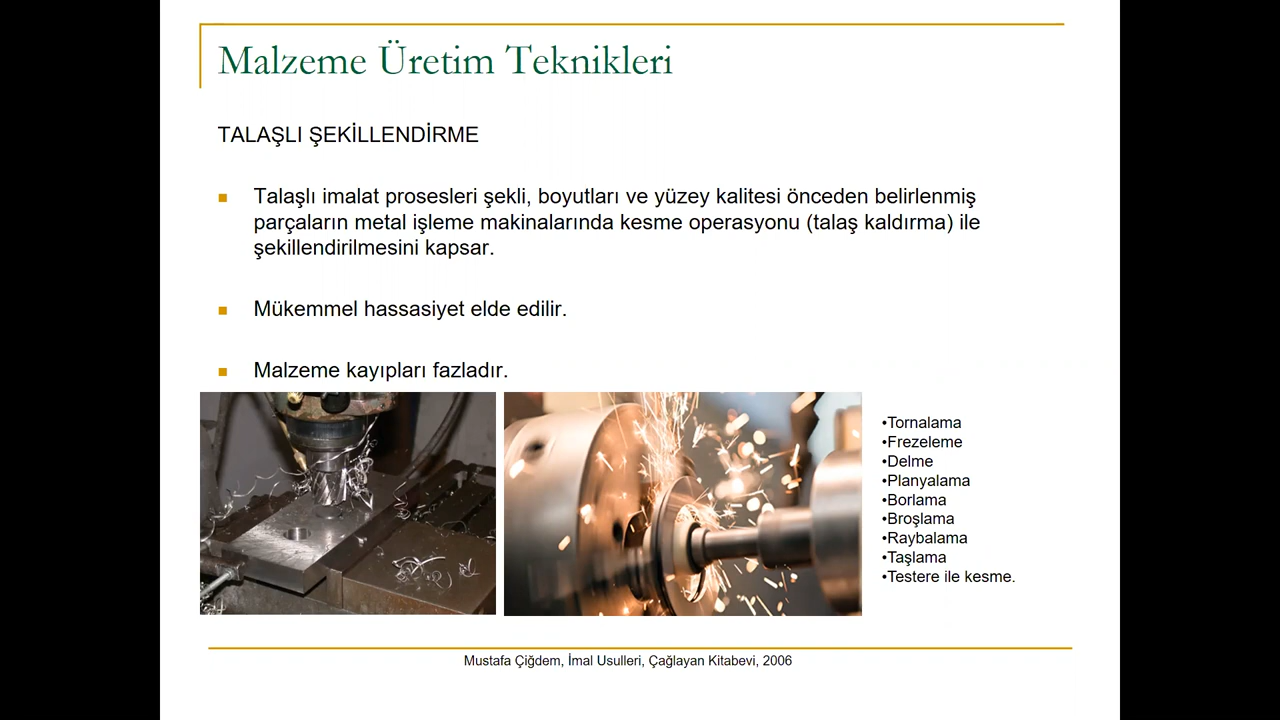 Malzeme Üretim Teknikleri
TALAŞLI ŞEKİLLENDİRME
Talaşlı imalat prosesleri şekli, boyutları ve yüzey kalitesi önceden belirlenmiş
parçaların metal işleme makinalarında kesme operasyonu (talaş kaldırma) ile
şekillendirilmesini kapsar.
Mükemmel hassasiyet elde edilir.
Malzeme kayıpları fazladır.
•Tornalama
•Frezeleme
•Delme
•Planyalama
•Borlama
•Broşlama
•Raybalama
•Taşlama
•Testere ile kesme.
Mustafa Çiğdem, İmal Usulleri, Çağlayan Kitabevi, 2006